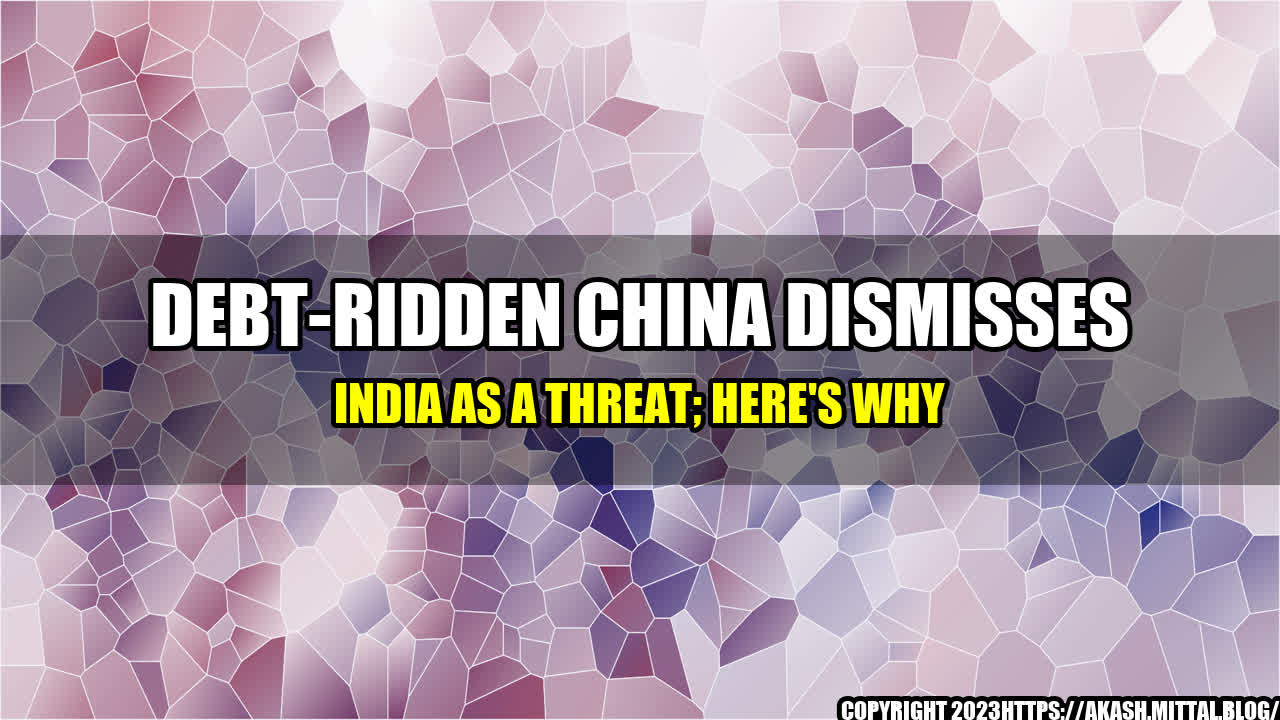 DEBT-RIDDEN CHINA DISMISSES
INDIA AS A THREAT; HERE'S WHY
COPYRIGHT 2023HTTPS://AKASH.MITTAL.BLOG/